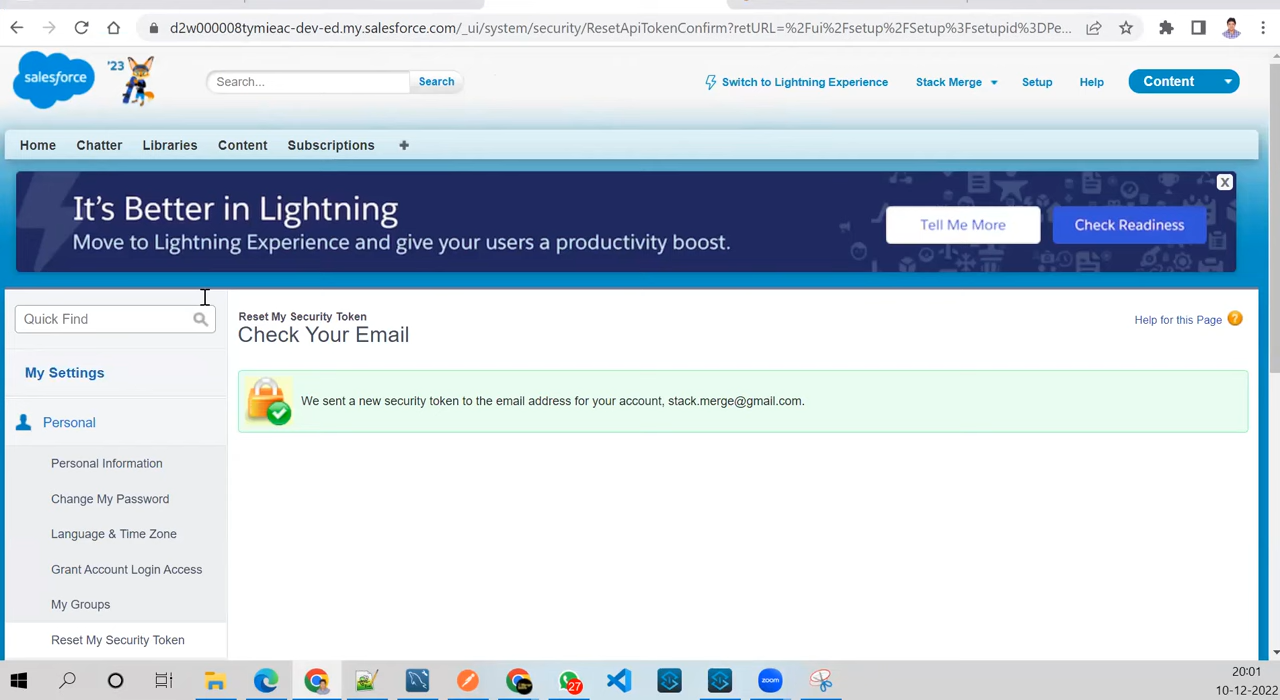 d2w000008tymieac-dev-ed.my.salesforce.com/_ui/system/security/ResetApiTokenConfirm?retURL=%2Fui%2Fsetup%2FSetup%3Fsetupid%3DPe...
salesforce
'23
Search...
Search
Switch to Lightning Experience
Stack Merge
Setup
Help
Content
Home
Chatter
Libraries
Content
Subscriptions
+
It's Better in Lightning
Move to Lightning Experience and give your users a productivity boost.
Tell Me More
Check Readiness
X
Quick Find
My Settings
Personal
Personal Information
Change My Password
Language & Time Zone
Grant Account Login Access
My Groups
Reset My Security Token
Reset My Security Token
Check Your Email
Help for this Page ?
We sent a new security token to the email address for your account, stack.merge@gmail.com.
27
zoom
20:01
10-12-2022